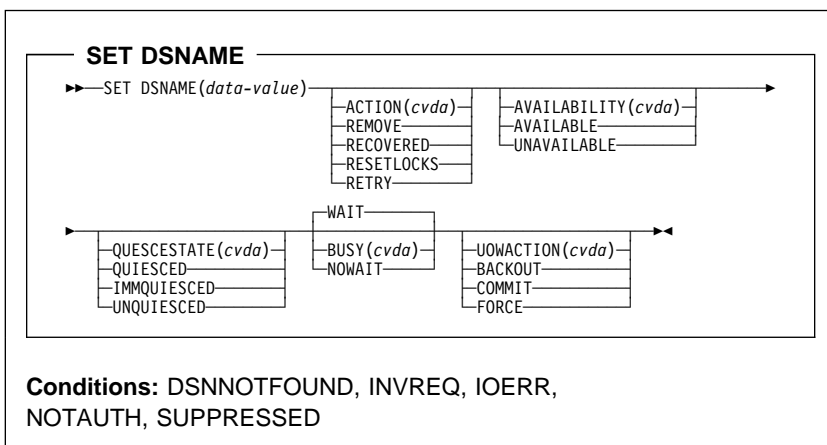 SET DSNAME
SET DSNAME(data-value)
ACTION(cvda)
REMOVE
RECOVERED
RESETLOCKS
RETRY
AVAILABILITY(cvda)
AVAILABLE
UNAVAILABLE
QUESCESTATE(cvda)
QUIESCED
IMMQUIESCED
UNQUIESCED
WAIT
BUSY(cvda)
NOWAIT
UOWACTION(cvda)
BACKOUT
COMMIT
FORCE
Conditions: DSNNOTFOUND, INVREQ, IOERR,
NOTAUTH, SUPPRESSED